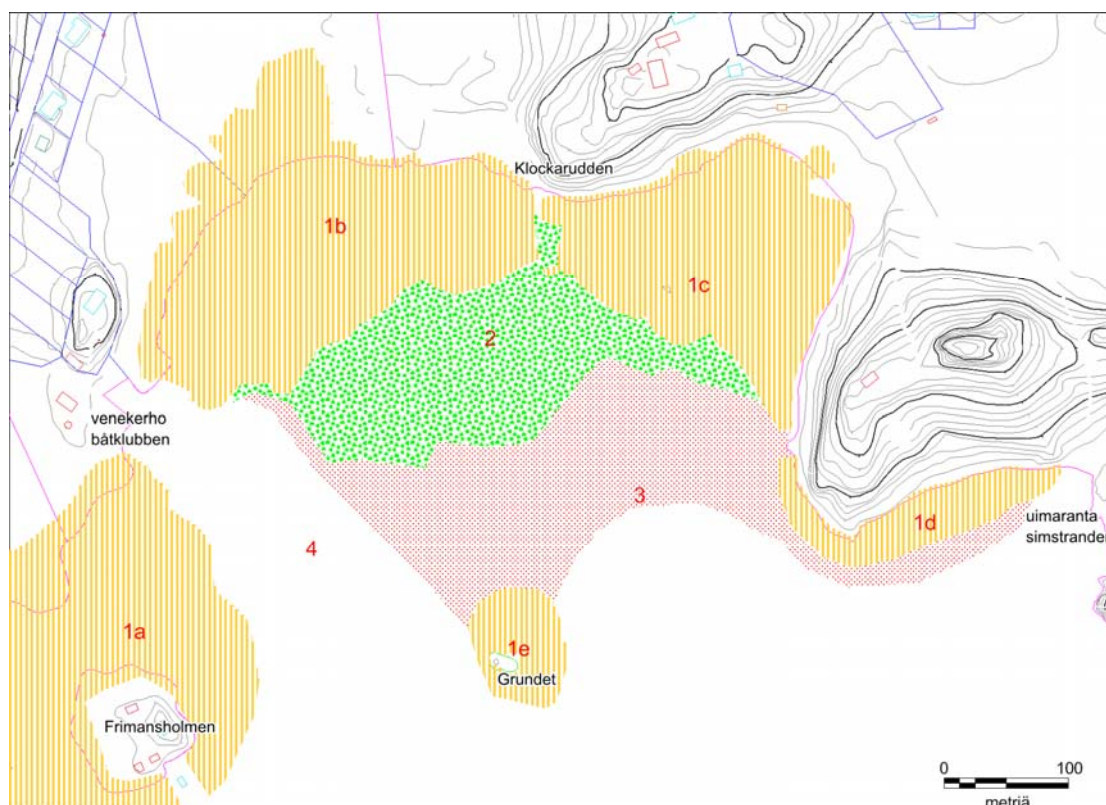 Klockarudden
1b
1c
2
venekerho
båtklubben
3
1d
uimaranta
simstranden
4
1a
1e
Grundet
Frimansholmen
0 100
metriä